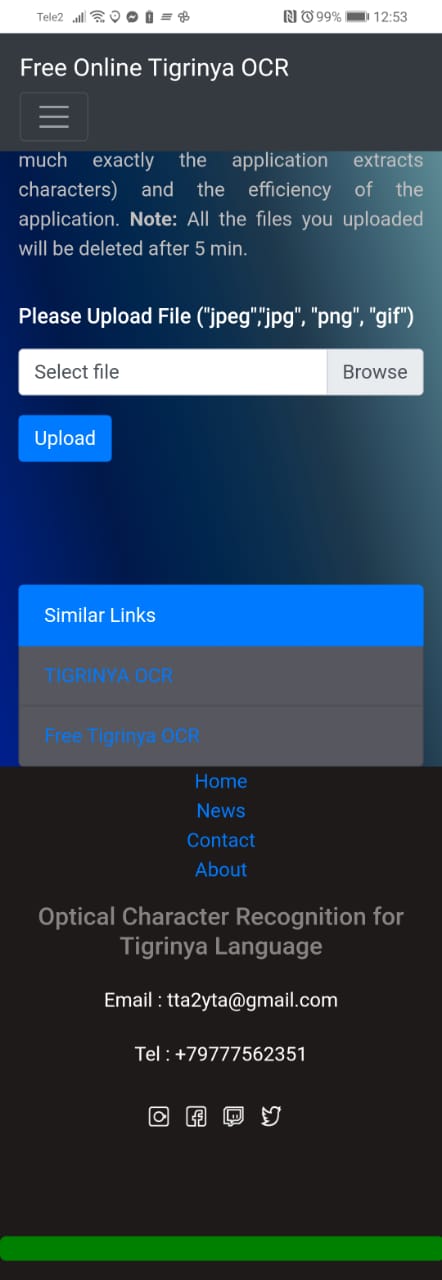 Tele2 99% 12:53
Free Online Tigrinya OCR
much exactly the application extracts
characters) and the efficiency of the
application. Note: All the files you uploaded
will be deleted after 5 min.
Please Upload File ("jpeg","jpg", "png", "gif")
Select file Browse
Upload
Similar Links
TIGRINYA OCR
Free Tigrinya OCR
Home
News
Contact
About
Optical Character Recognition for
Tigrinya Language
Email : tta2yta@gmail.com
Tel : +79777562351